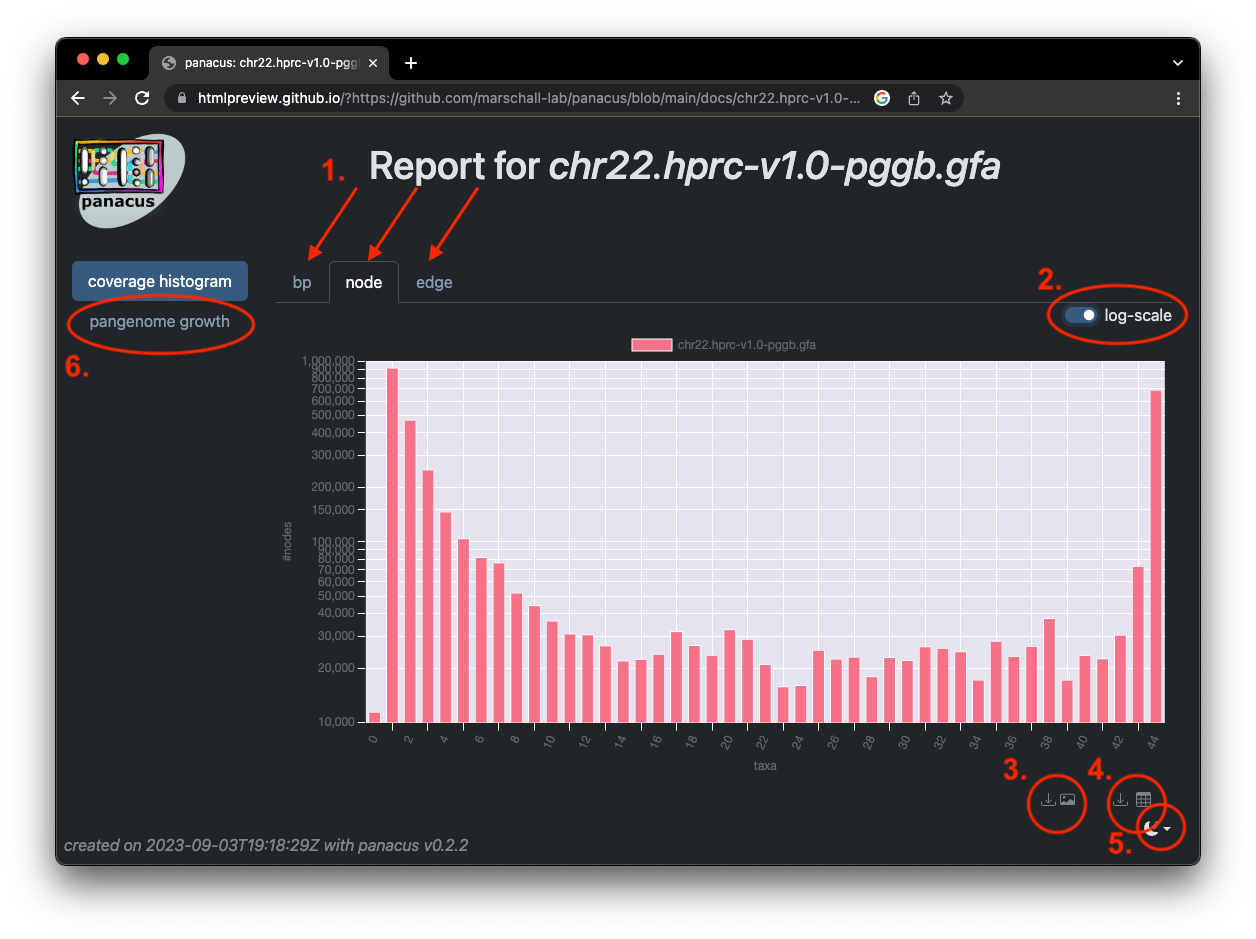 panacus: chr22.hprc-v1.0-pggl
htmlpreview.github.io/?https://github.com/marschall-lab/panacus/blob/main/docs/chr22.hprc-v1.0-...
panacus
1. Report for chr22.hprc-v1.0-pggb.gfa
coverage histogram
bp node edge
2. log-scale
pangenome growth
6.
chr22.hprc-v1.0-pggb.gfa
1,000,000
900,000
800,000
700,000
600,000
500,000
400,000
300,000
200,000
150,000
100,000
90,000
80,000
70,000
60,000
50,000
40,000
30,000
20,000
10,000
#nodes
0 2 4 6 8 10 12 14 16 18 20 22 24 26 28 30 32 34 36 38 40 42 44
taxa
3. 4.
5.
created on 2023-09-03T19:18:29Z with panacus v0.2.2